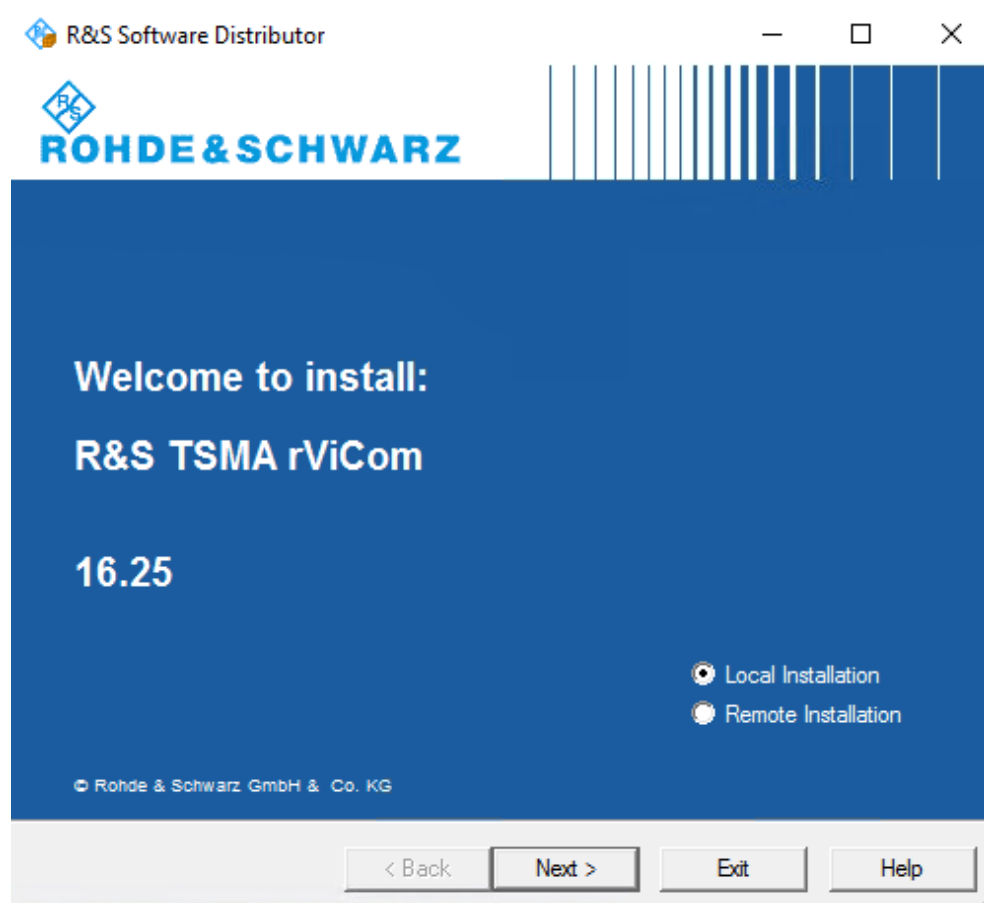 R&S Software Distributor
R&S
ROHDE&SCHWARZ
Welcome to install:
R&S TSMA rViCom
16.25
Local Installation
Remote Installation
© Rohde & Schwarz GmbH & Co. KG
< Back
Next >
Exit
Help